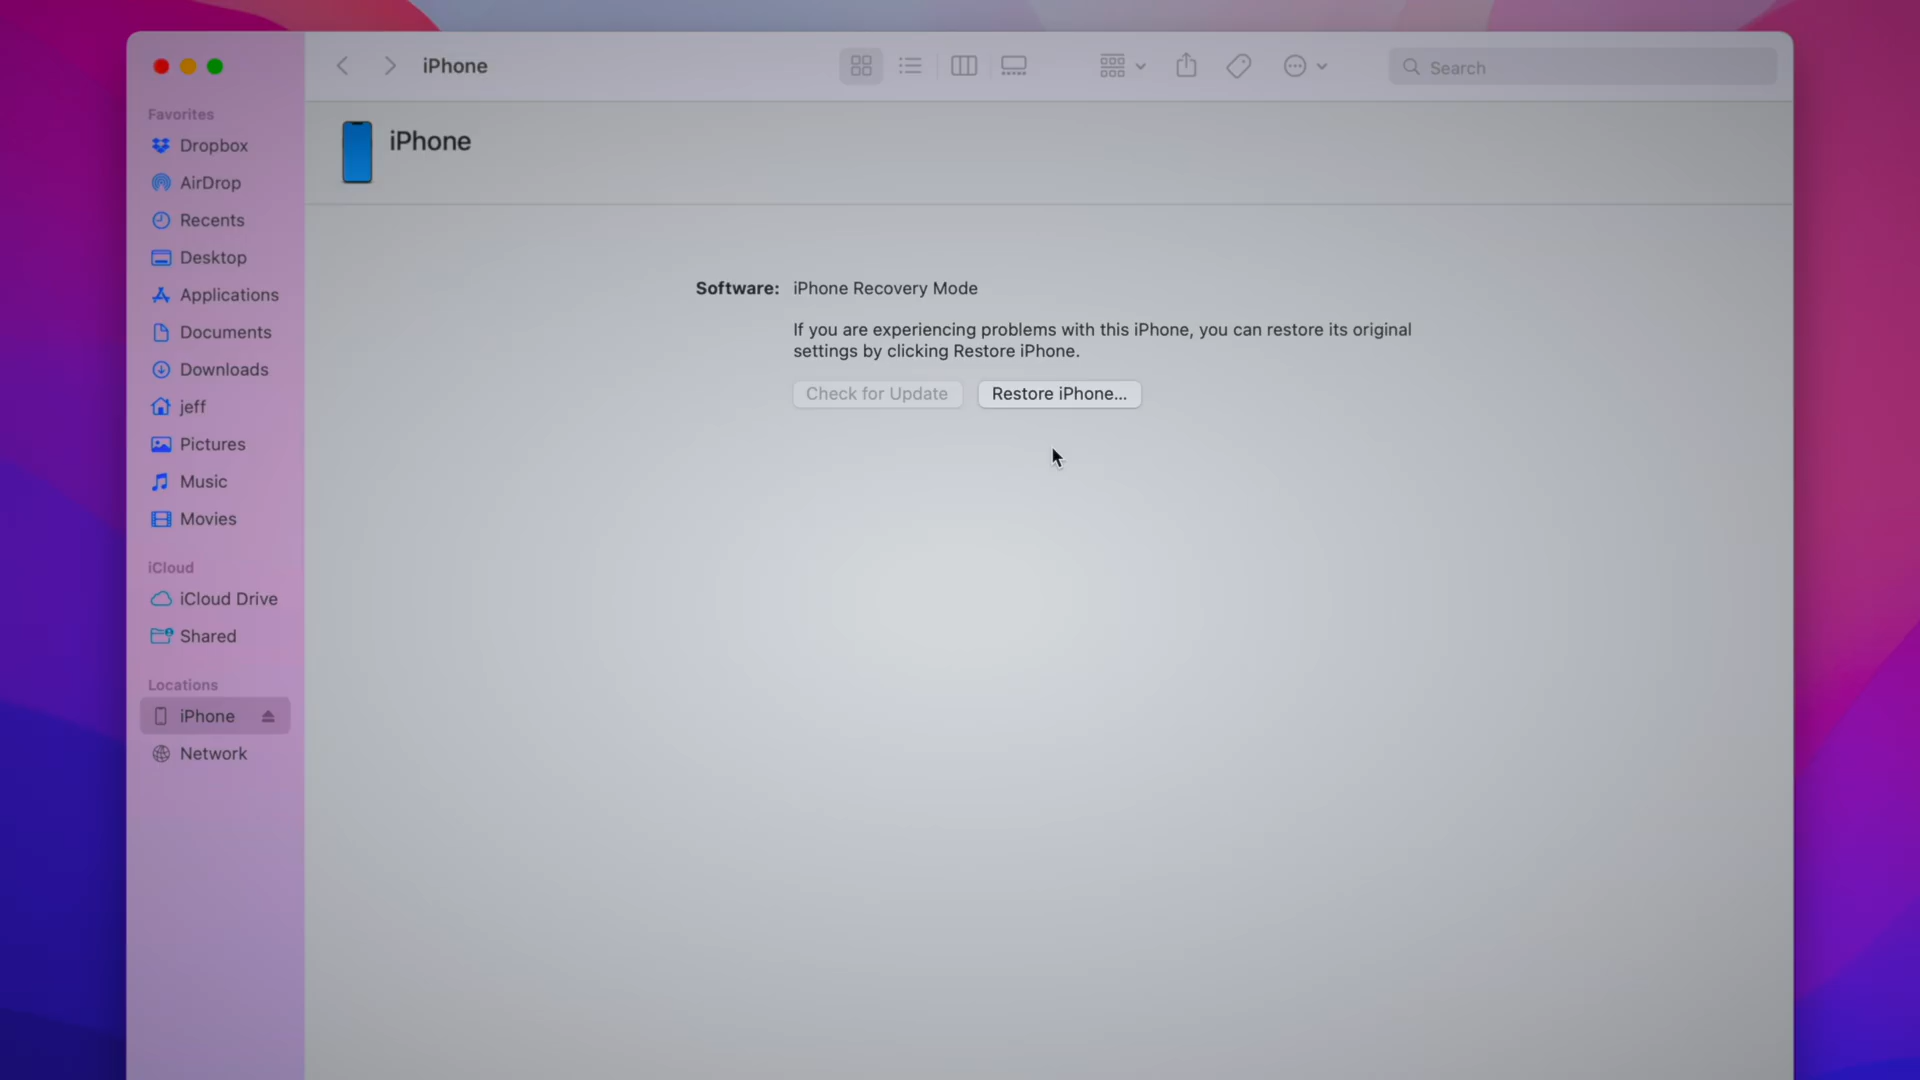 iPhone
Search
Favorites
Dropbox
AirDrop
Recents
Desktop
Applications
Documents
Downloads
jeff
Pictures
Music
Movies
iCloud
iCloud Drive
Shared
Locations
iPhone
Network
iPhone
Software: iPhone Recovery Mode
If you are experiencing problems with this iPhone, you can restore its original
settings by clicking Restore iPhone.
Check for Update Restore iPhone...